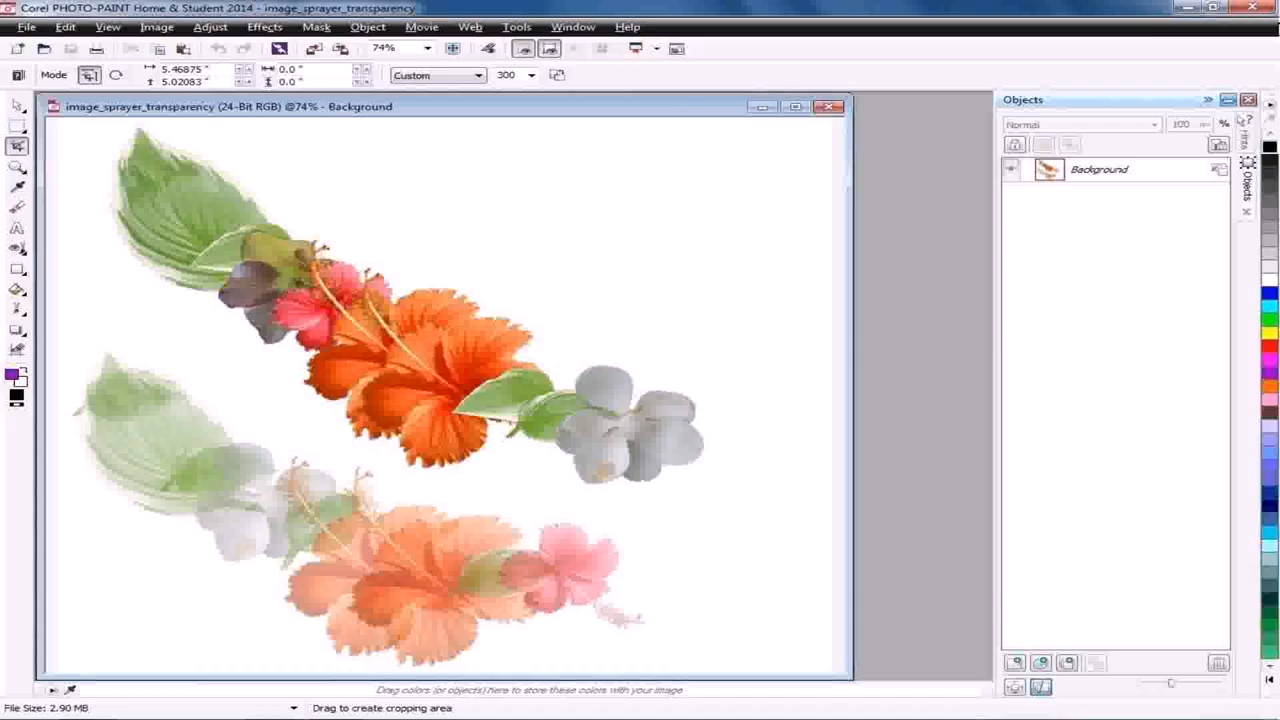 Corel PHOTO-PAINT Home & Student 2014 - image_sprayer_transparency
File Edit View Image Adjust Effects Mask Object Movie Web Tools Window Help
74%
Mode 5.46875 " 0.0 " Custom 300
5.02083 " 0.0 "
image_sprayer_transparency (24-Bit RGB) @74% - Background
Objects
Normal 100 %
Hints
Background
Objects
Drag colors (or objects) here to store these colors with your image
File Size: 2.90 MB Drag to create cropping area